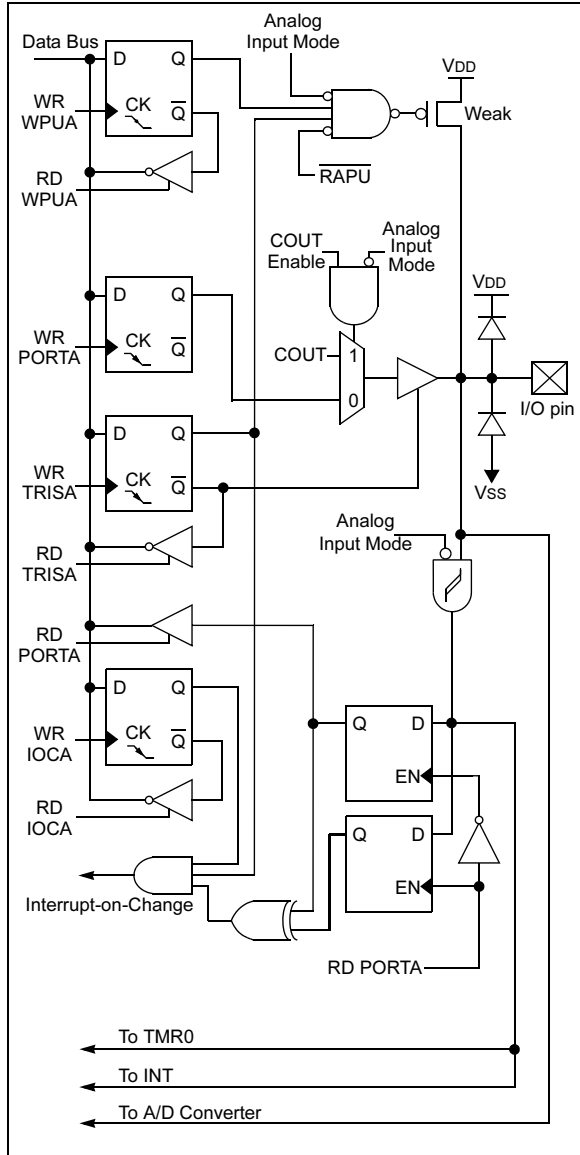 Analog
Input Mode
Data Bus
D Q
VDD
WR
WPUA
CK
Q
Weak
RD
WPUA
RAPU
COUT
Enable
Analog
Input
Mode
D Q
VDD
WR
PORTA
CK
Q
COUT
1
0
I/O pin
D Q
WR
TRISA
CK
Q
VSS
Analog
Input Mode
RD
TRISA
RD
PORTA
D Q
Q D
WR
IOCA
CK
Q
EN
RD
IOCA
Q D
EN
Interrupt-on-Change
RD PORTA
To TMR0
To INT
To A/D Converter